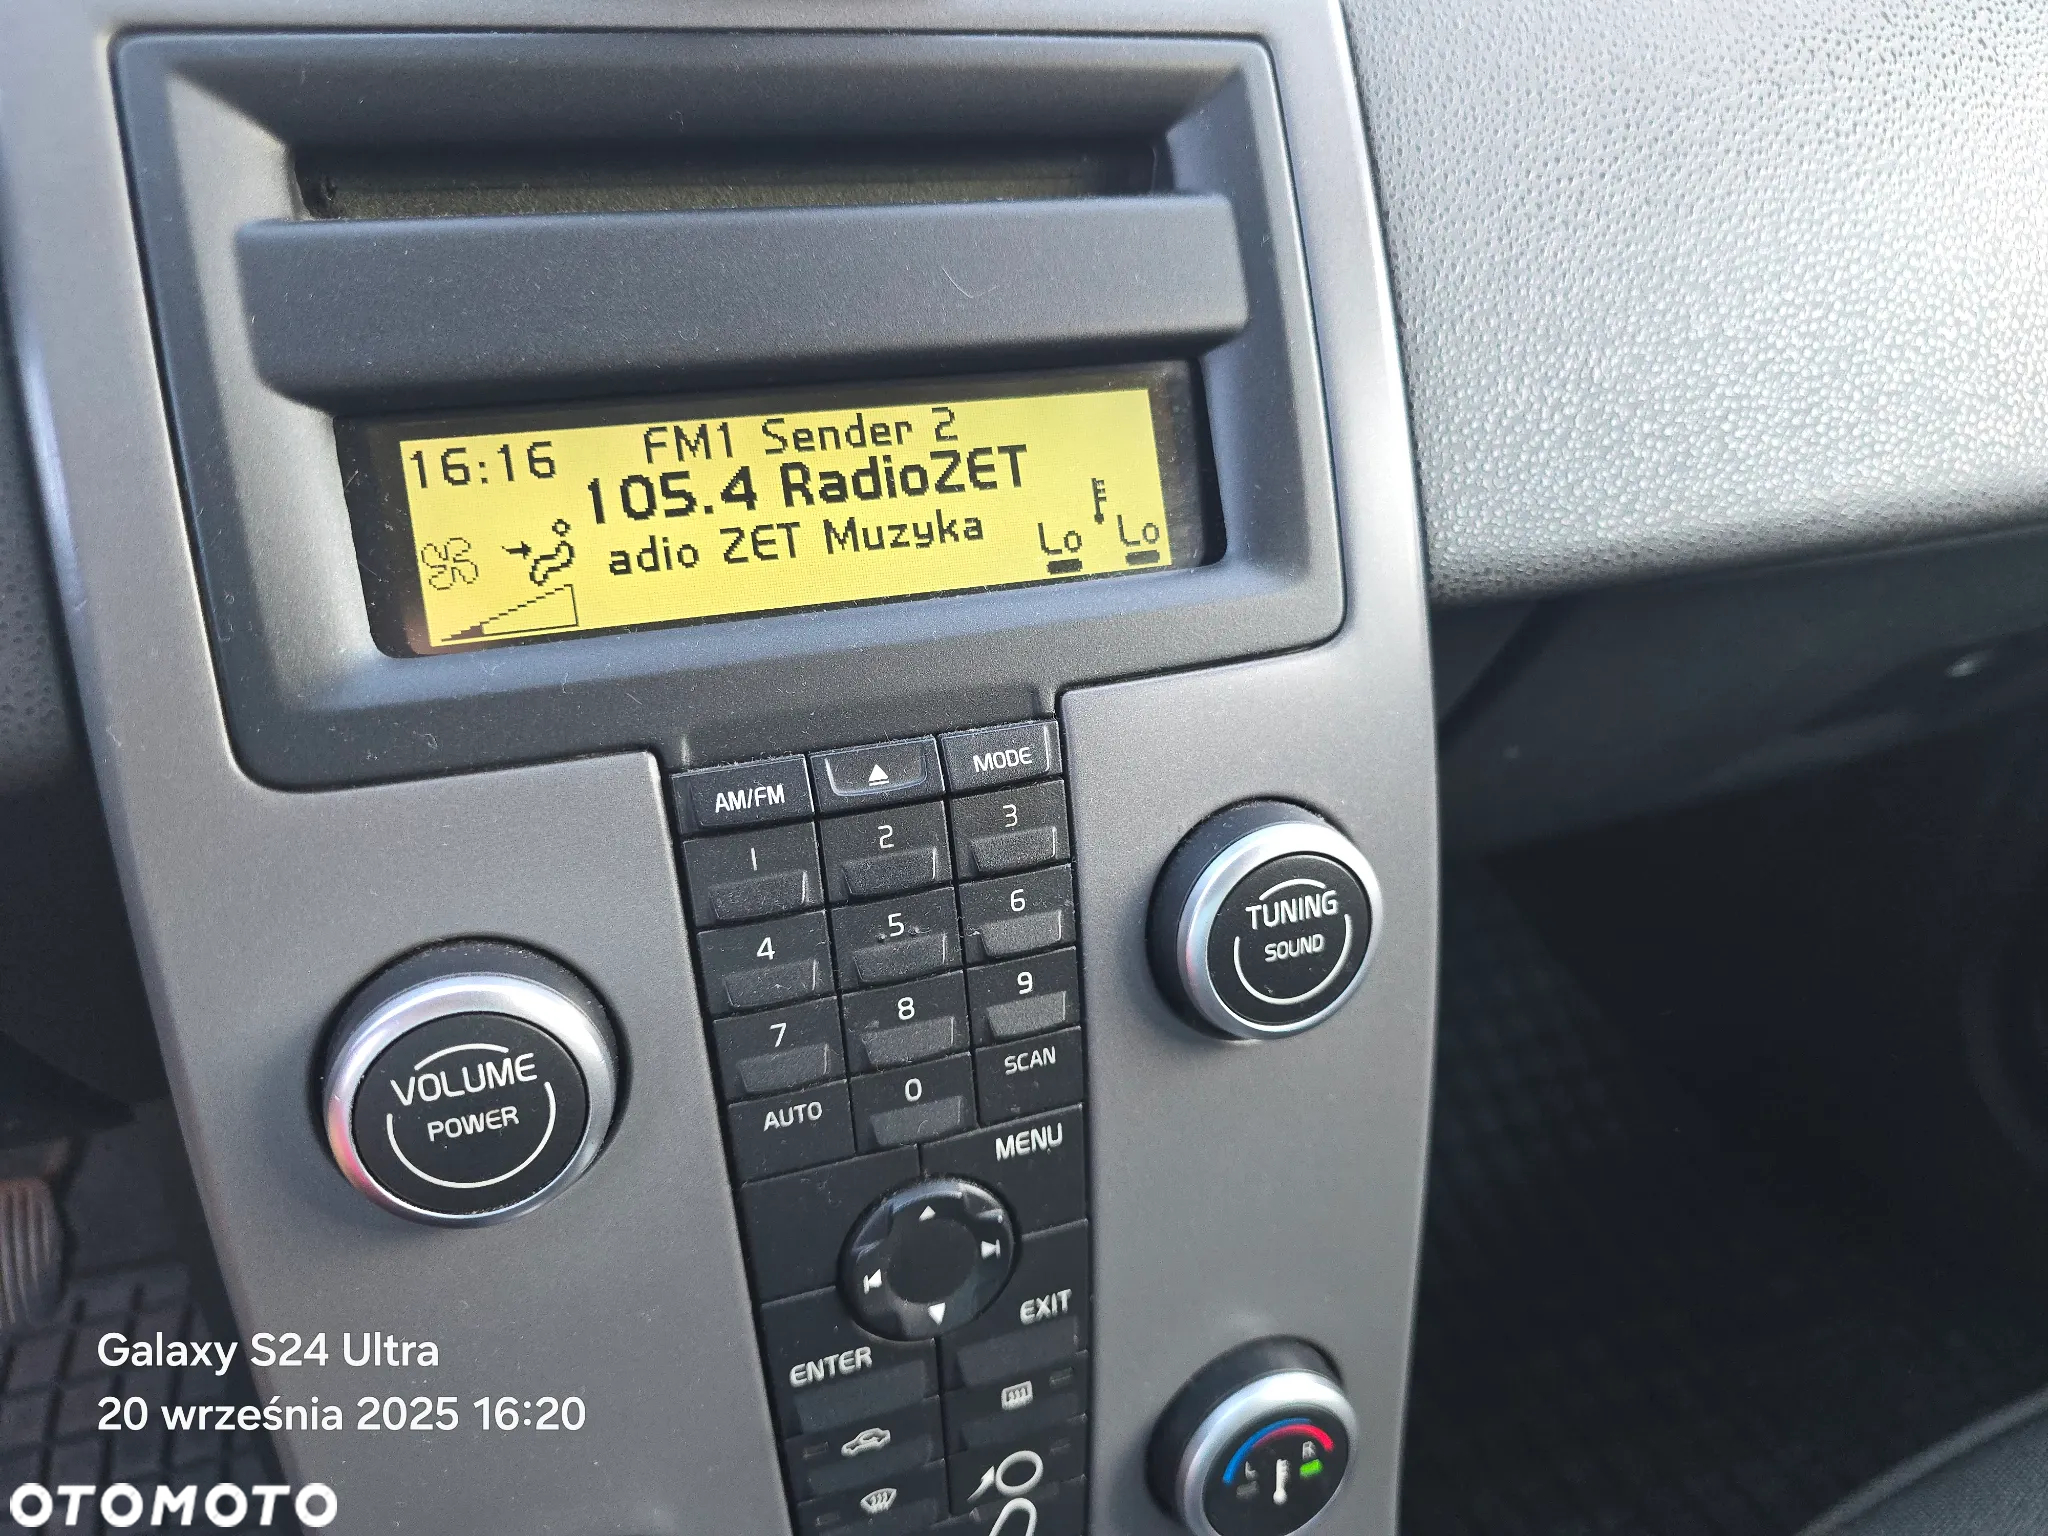 16:16 FM1 Sender 2
105.4 RadioZET
adio ZET Muzyka Lo Lo
AM/FM MODE
1 2 3
4 5 6
7 8 9
AUTO 0 SCAN
MENU
EXIT
ENTER
VOLUME
POWER
TUNING
SOUND
L R
Galaxy S24 Ultra
20 września 2025 16:20
OTOMOTO